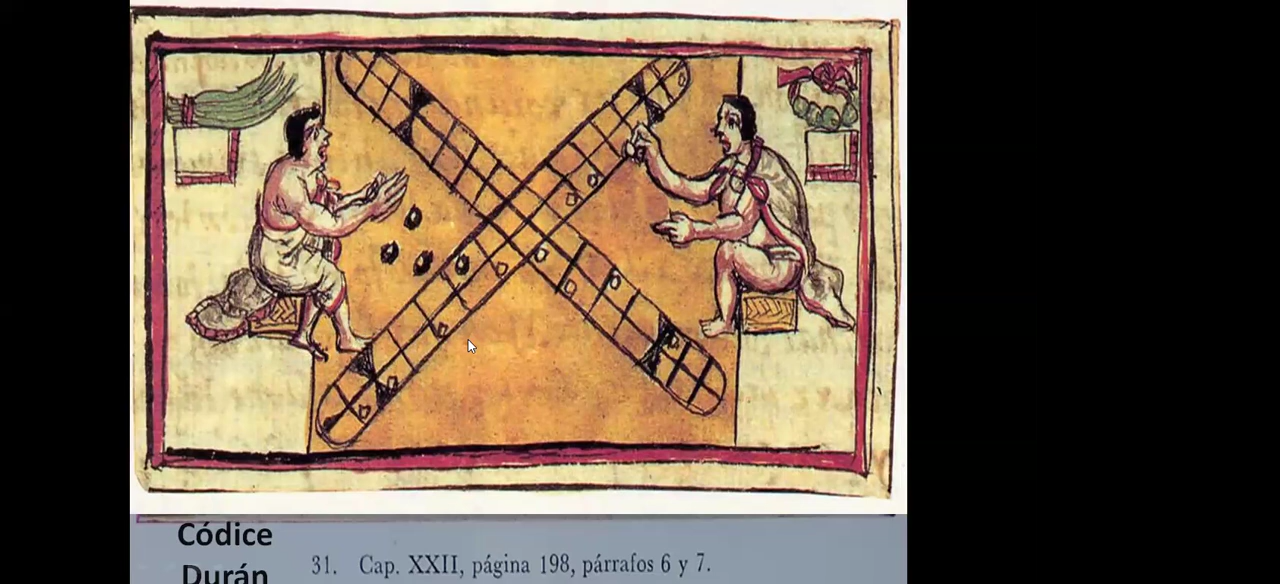 Códice
Durán
31. Cap. XXII, página 198, párrafos 6 y 7.